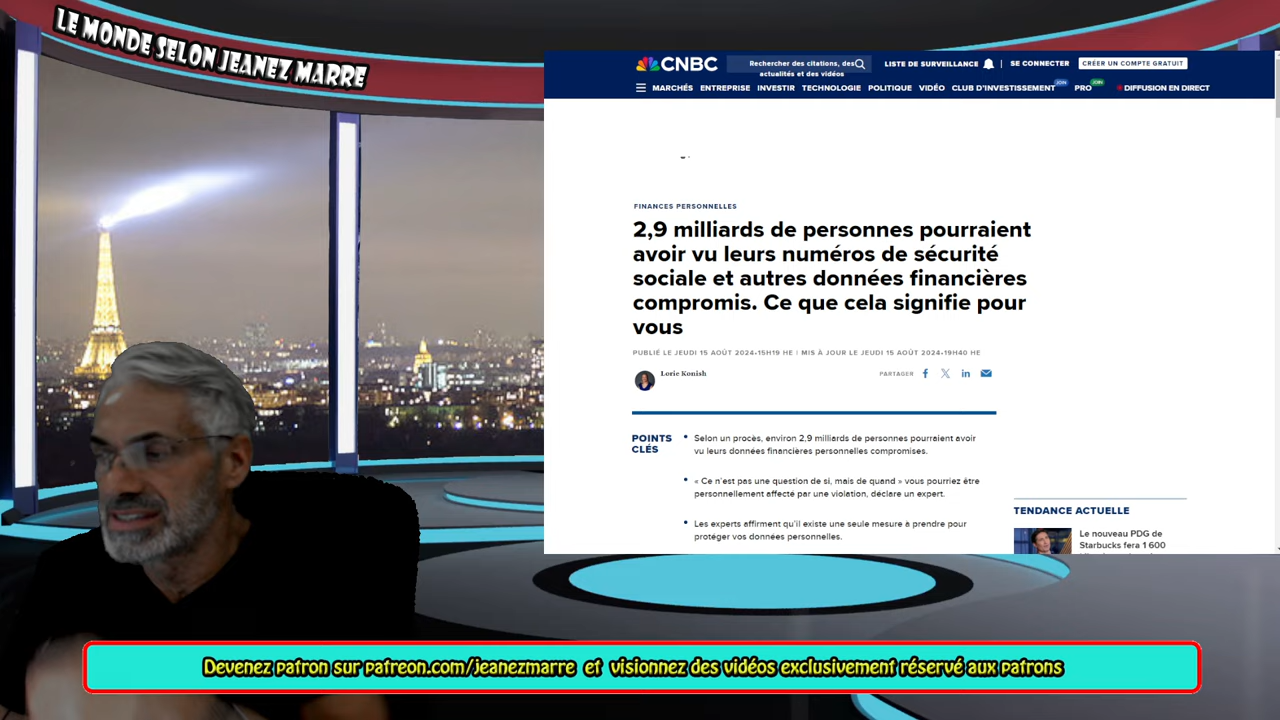 LE MONDE SELON JEANEZ MARRE
CNBC
Rechercher des citations, des
actualités et des vidéos
LISTE DE SURVEILLANCE
SE CONNECTER
CRÉER UN COMPTE GRATUIT
MARCHÉS ENTREPRISE INVESTIR TECHNOLOGIE POLITIQUE VIDÉO CLUB D'INVESTISSEMENT JOIN PRO JOIN DIFFUSION EN DIRECT
FINANCES PERSONNELLES
2,9 milliards de personnes pourraient
avoir vu leurs numéros de sécurité
sociale et autres données financières
compromis. Ce que cela signifie pour
vous
PUBLIÉ LE JEUDI 15 AOÛT 2024•15H19 HE | MIS À JOUR LE JEUDI 15 AOÛT 2024•19H40 HE
Lorie Konish
PARTAGER
POINTS
CLÉS
• Selon un procès, environ 2,9 milliards de personnes pourraient avoir
vu leurs données financières personnelles compromises.
• « Ce n'est pas une question de si, mais de quand » vous pourriez être
personnellement affecté par une violation, déclare un expert.
• Les experts affirment qu'il existe une seule mesure à prendre pour
protéger vos données personnelles.
TENDANCE ACTUELLE
Le nouveau PDG de
Starbucks fera 1 600
Devenez patron sur patreon.com/jeanezmarre et visionnez des vidéos exclusivement réservé aux patrons